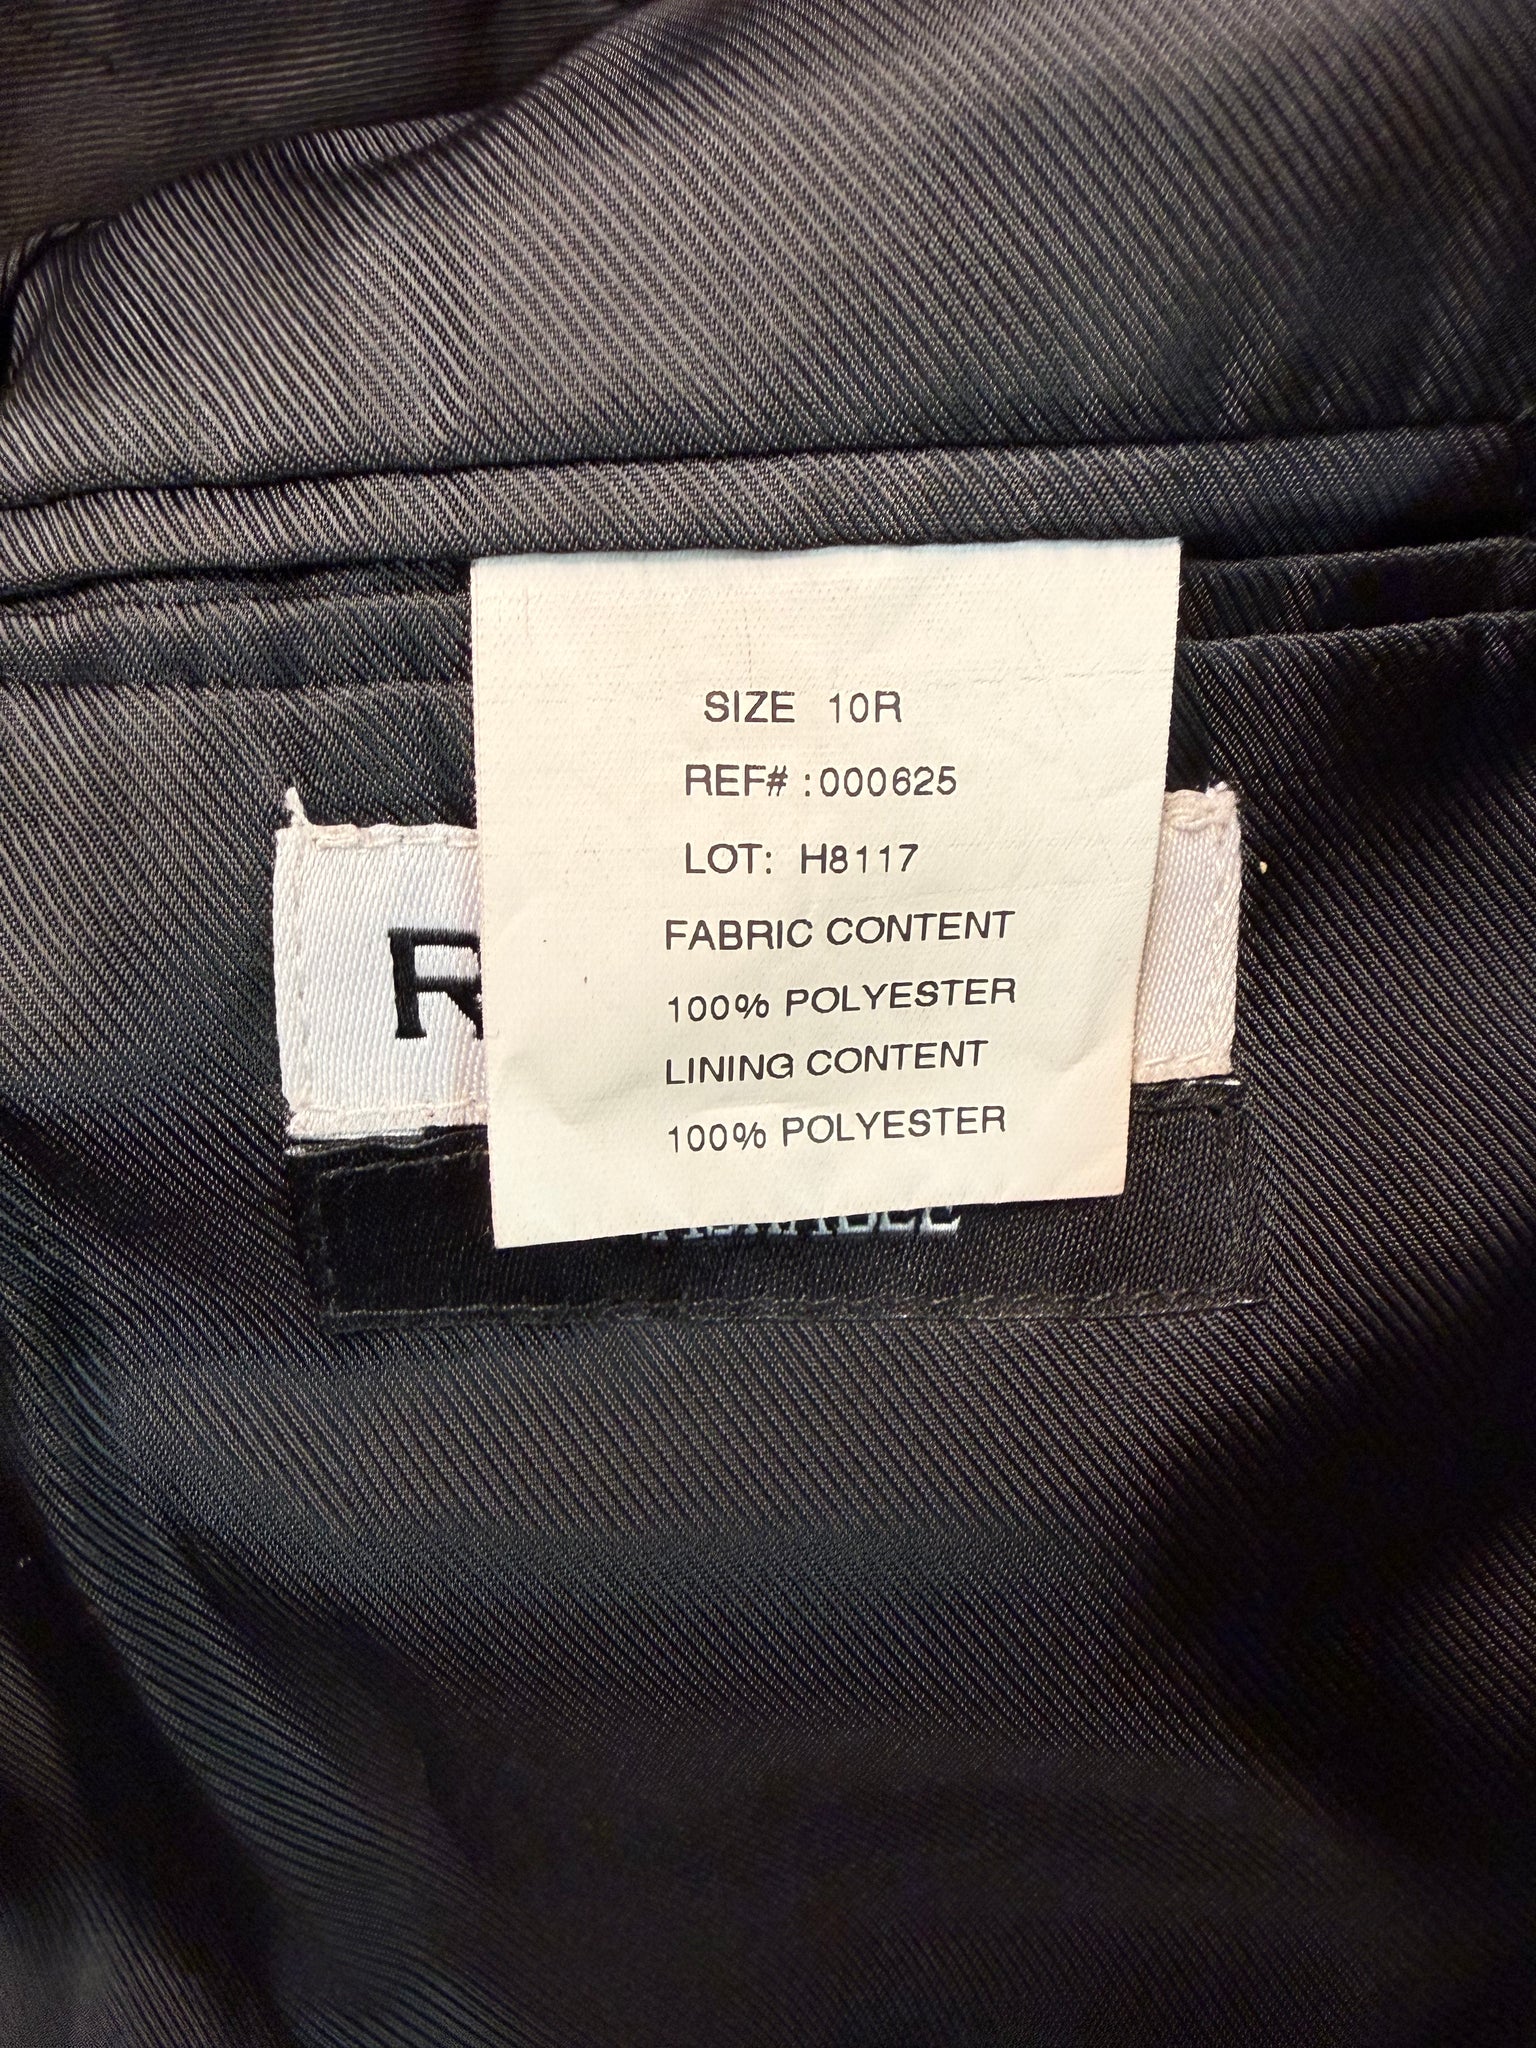 SIZE 10R
REF# :000625
LOT: H8117
R
FABRIC CONTENT
100% POLYESTER
LINING CONTENT
100% POLYESTER